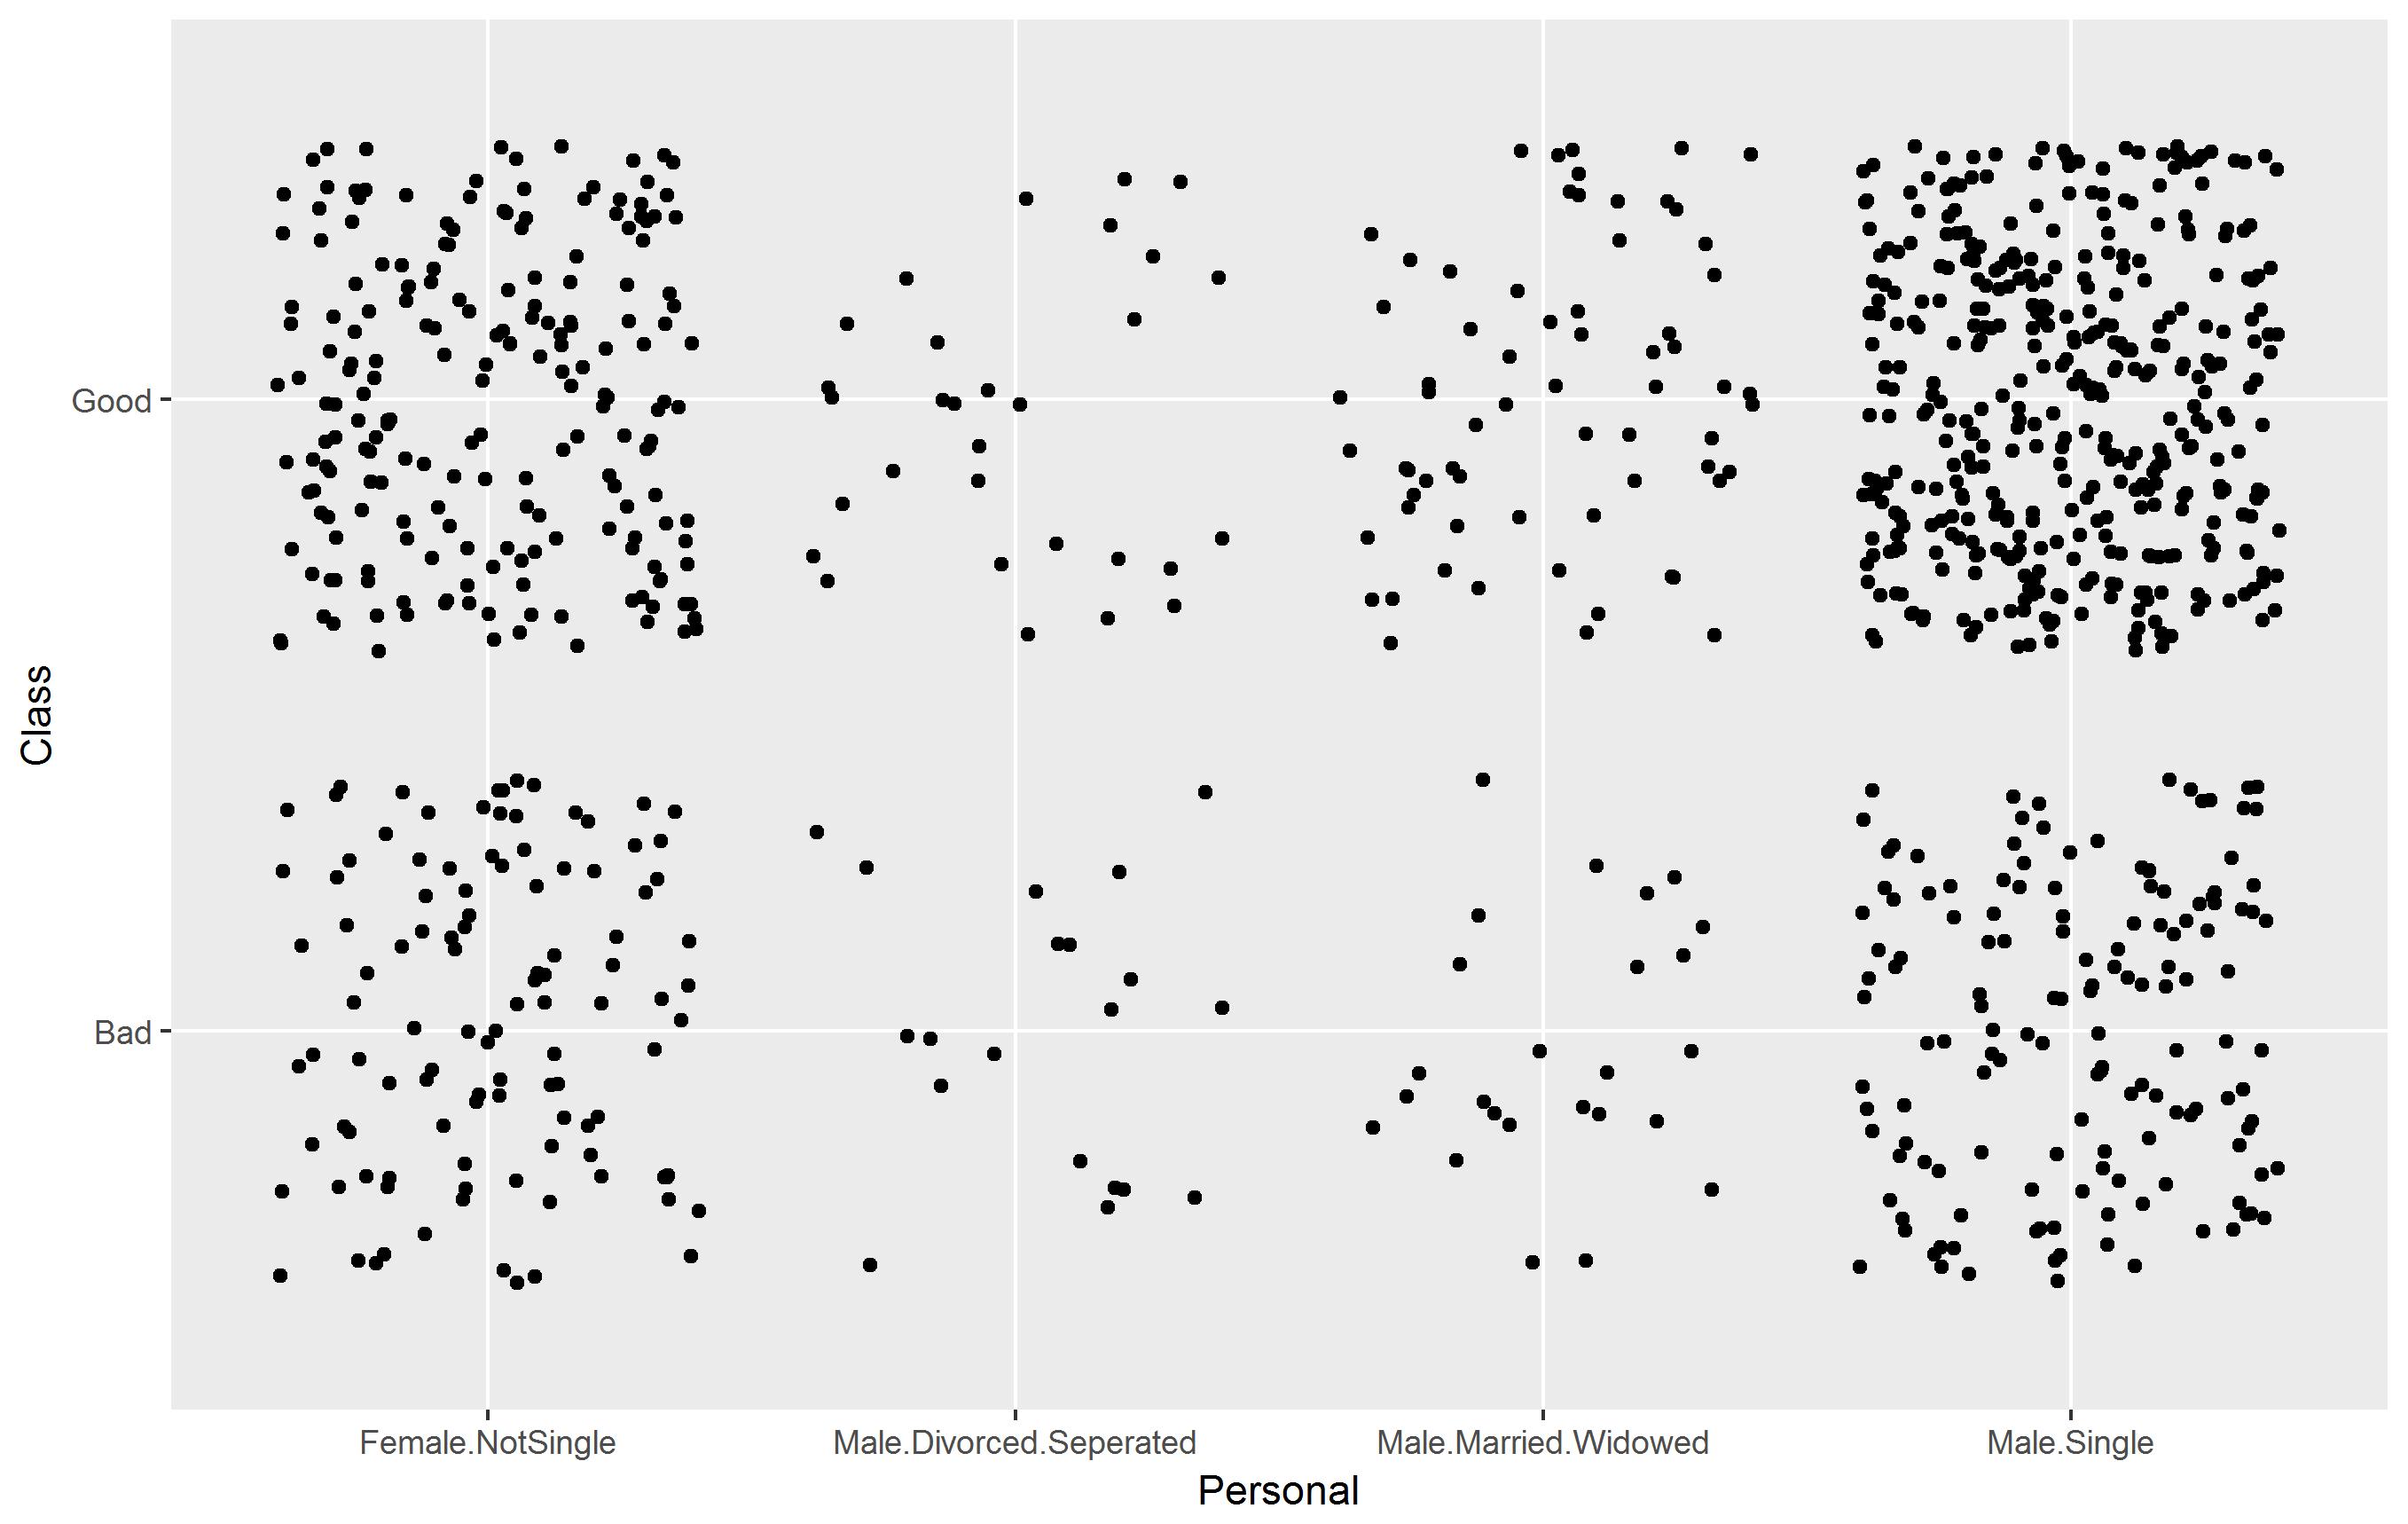 Class
Good
Bad
Female.NotSingle
Male.Divorced.Seperated
Male.Married.Widowed
Male.Single
Personal